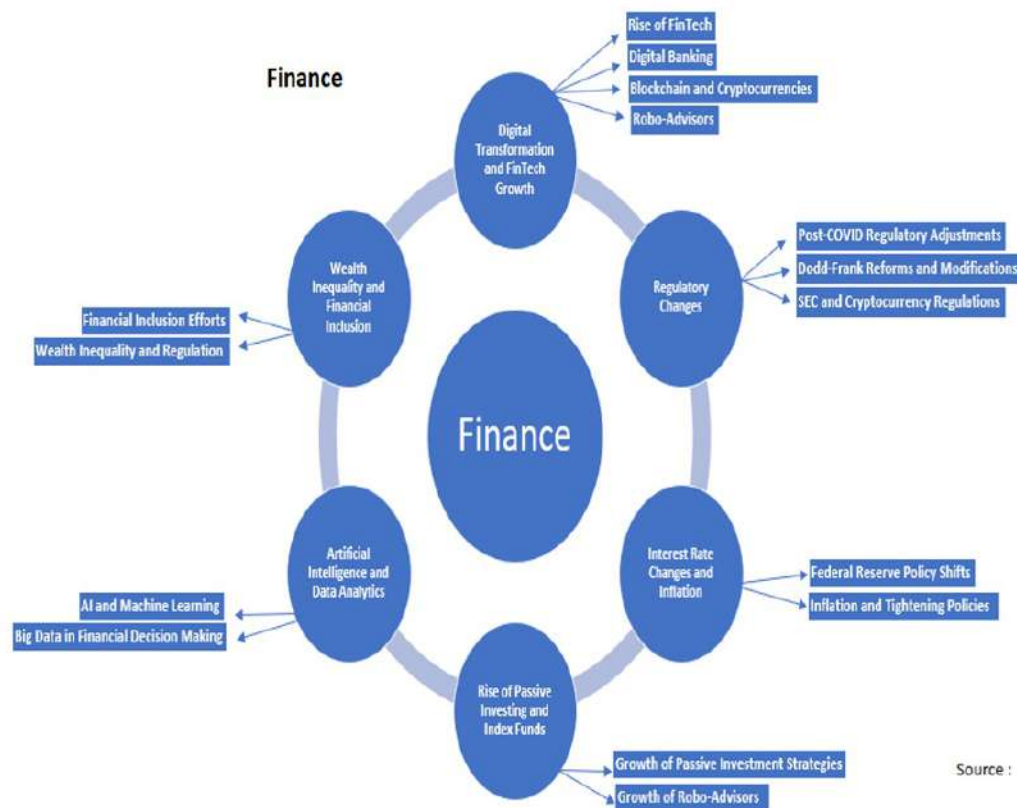 Finance
Rise of FinTech
Digital Banking
Blockchain and Cryptocurrencies
Robo-Advisors
Digital
Transformation
and FinTech
Growth
Regulatory
Changes
Post-COVID Regulatory Adjustments
Dodd-Frank Reforms and Modifications
SEC and Cryptocurrency Regulations
Wealth
Inequality and
Financial
Inclusion
Financial Inclusion Efforts
Wealth Inequality and Regulation
Finance
Interest Rate
Changes and
Inflation
Federal Reserve Policy Shifts
Inflation and Tightening Policies
Artificial
Intelligence and
Data Analytics
AI and Machine Learning
Big Data in Financial Decision Making
Rise of Passive
Investing and
Index Funds
Growth of Passive Investment Strategies
Growth of Robo-Advisors
Source :